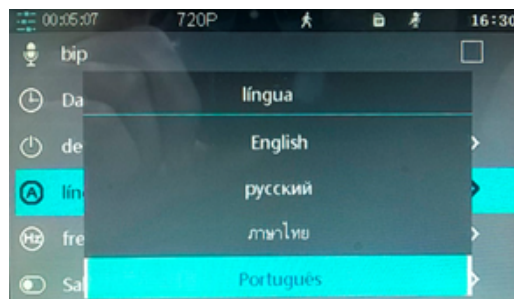 00:05:07 720P 16:30
bip
Da
língua
de
English
lín
русский
fre
ภาษาไทย
Sal
Português